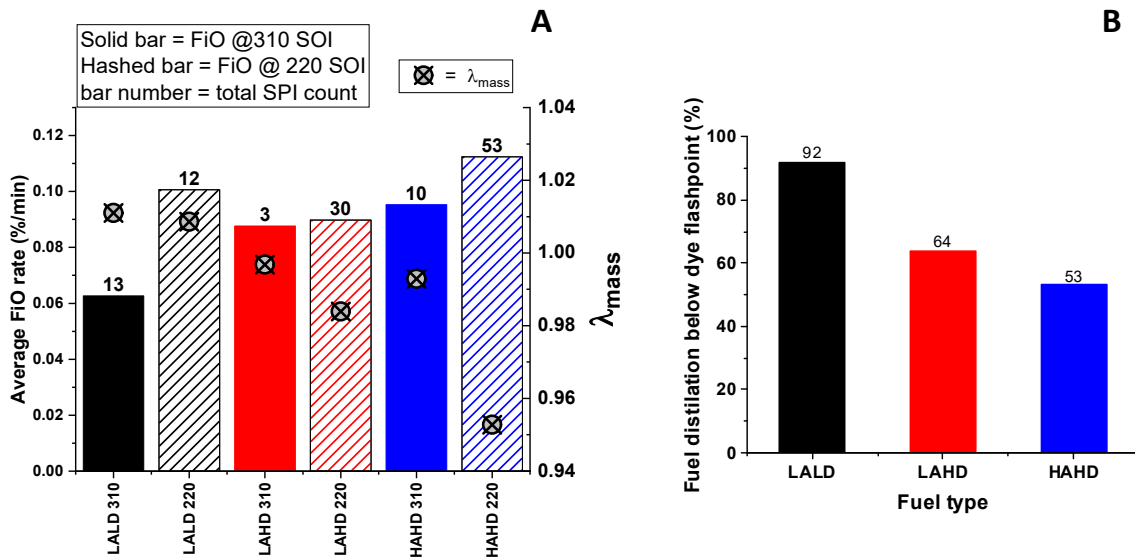 A
Solid bar = FiO @310 SOI
Hashed bar = FiO @ 220 SOI
bar number = total SPI count
= λmass
Average FiO rate (%/min)
0.12
0.10
0.08
0.06
0.04
0.02
0.00
13
12
3
30
10
53
1.04
1.02
1.00
0.98
0.96
0.94
λmass
LALD 310
LALD 220
LAHD 310
LAHD 220
HAHD 310
HAHD 220
B
Fuel distilation below dye flashpoint (%)
100
80
60
40
20
0
92
64
53
LALD
LAHD
HAHD
Fuel type